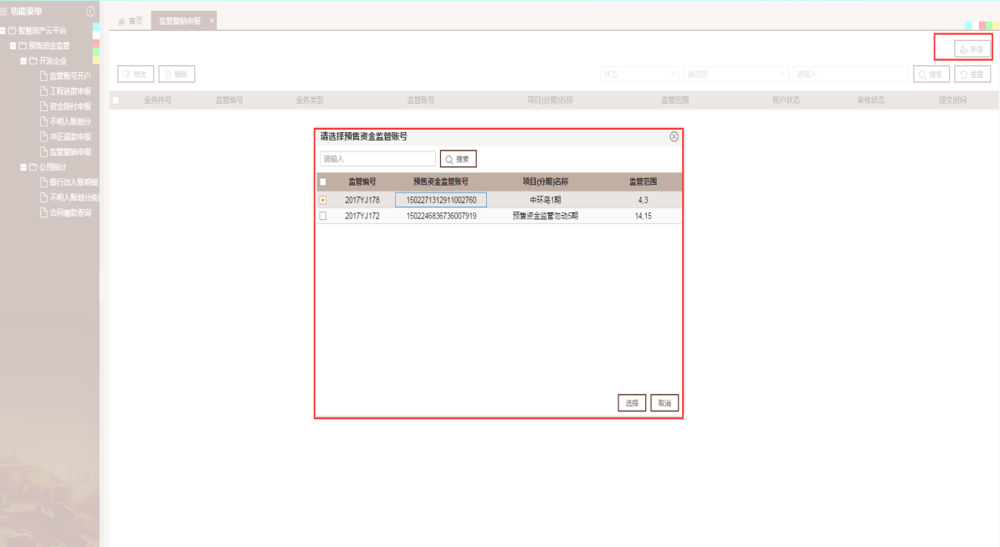 功能菜单
首页 监管撤销申报 ×
智慧房产云平台
预售资金监管
开发企业
监管账号开户
工程进度申报
资金拨付申报
不明入账划分
冲正退款申报
监管撤销申报
公用统计
银行出入账明细
不明入账划分统
合同缴款查询
新增
修改 删除 状态 请选择 请输入 搜索 重置
业务件号 监管编号 业务类型 监管账号 项目(分期)名称 监管范围 账户状态 审核状态 提交时间
请选择预售资金监管账号
请输入 搜索
监管编号 预售资金监管账号 项目(分期)名称 监管范围
2017YJ178 1502271312911002760 中环岛1期 4,3
2017YJ172 1502246836736007919 预售资金监管勿动5期 14,15
选择 取消